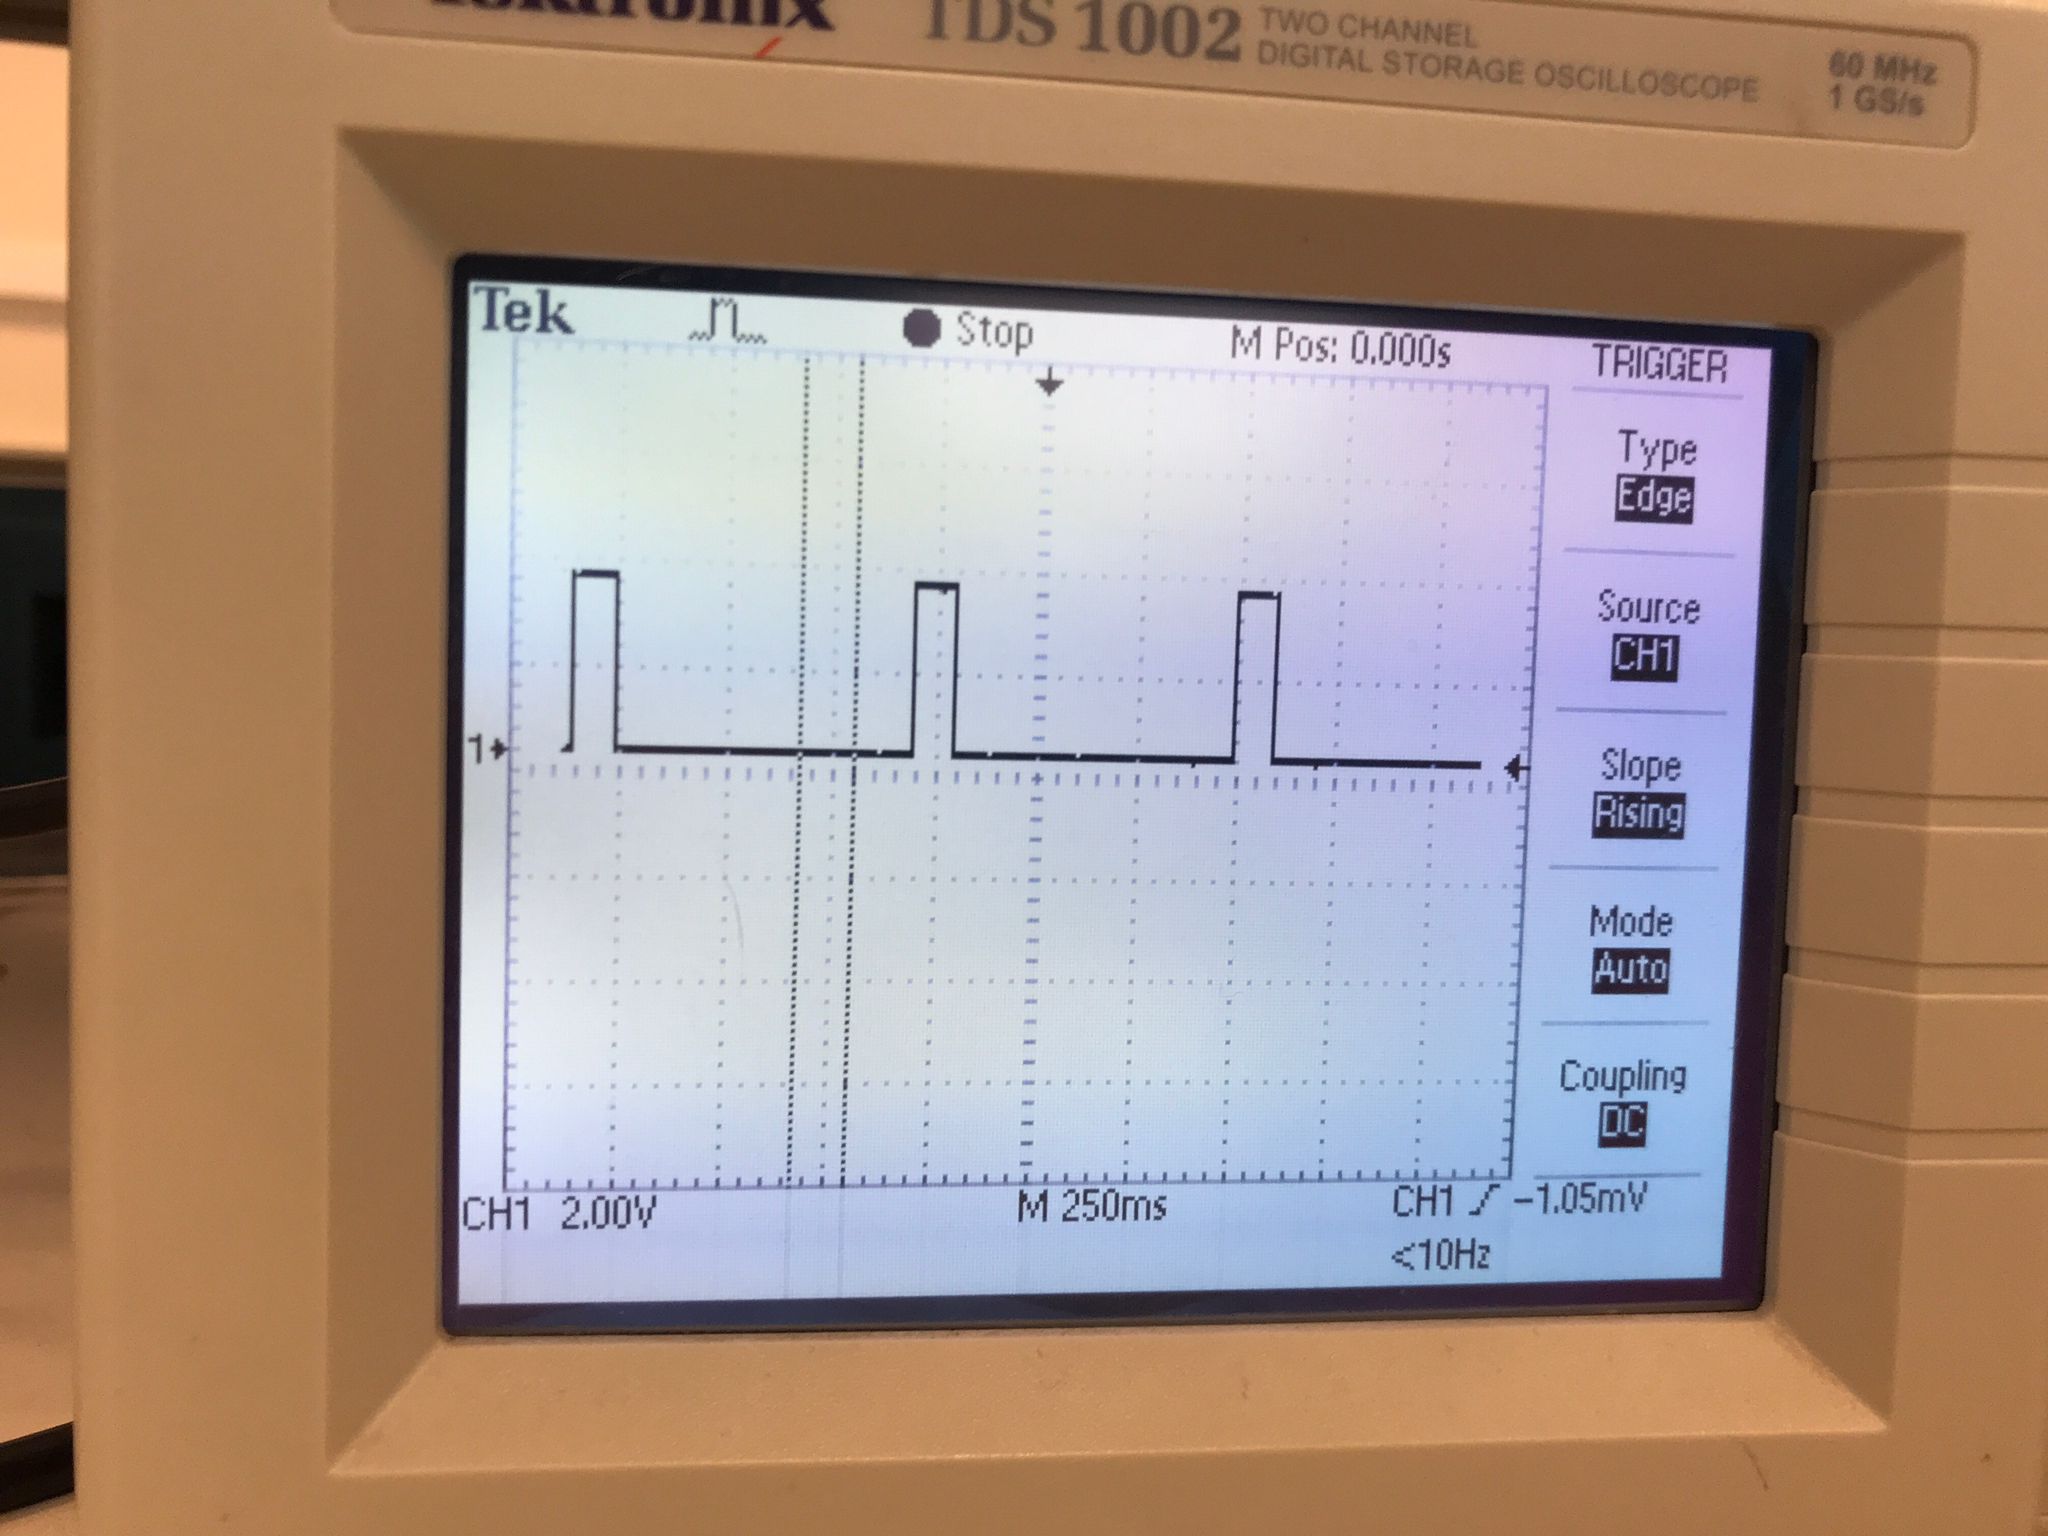 Tektronix TDS 1002 TWO CHANNEL
DIGITAL STORAGE OSCILLOSCOPE
60 MHz
1 GS/s
Tek Stop M Pos: 0.000s
TRIGGER
Type
Edge
Source
CH1
Slope
Rising
Mode
Auto
Coupling
DC
1
CH1 2.00V M 250ms CH1 -1.05mV
<10Hz